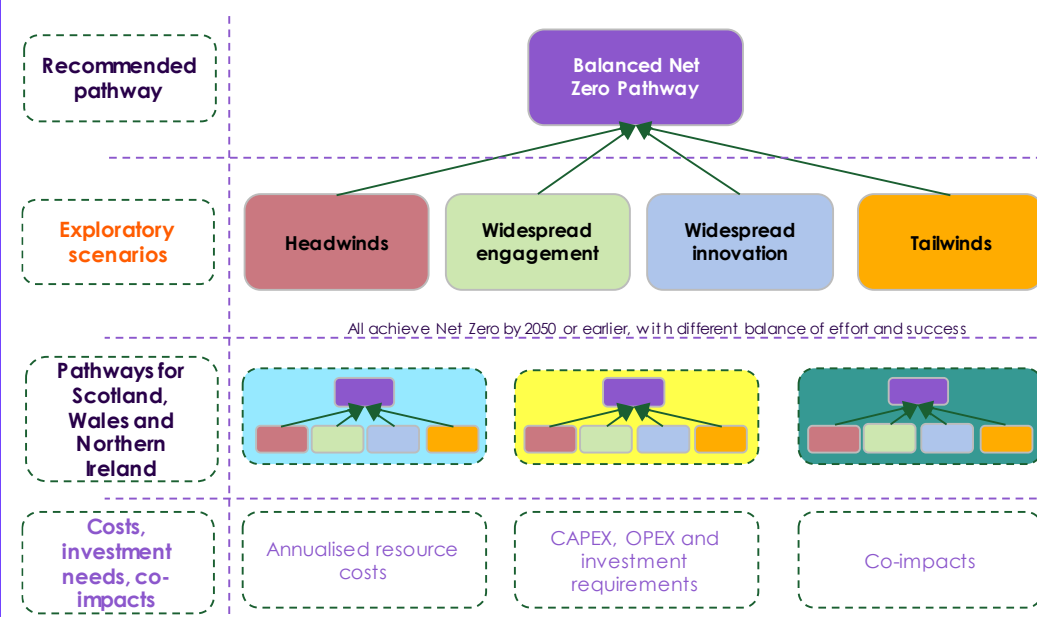 Recommended
pathway
Balanced Net
Zero Pathway
Exploratory
scenarios
Headwinds
Widespread
engagement
Widespread
innovation
Tailwinds
All achieve Net Zero by 2050 or earlier, with different balance of effort and success
Pathways for
Scotland,
Wales and
Northern
Ireland
Costs,
investment
needs, co-
impacts
Annualised resource
costs
CAPEX, OPEX and
investment
requirements
Co-impacts